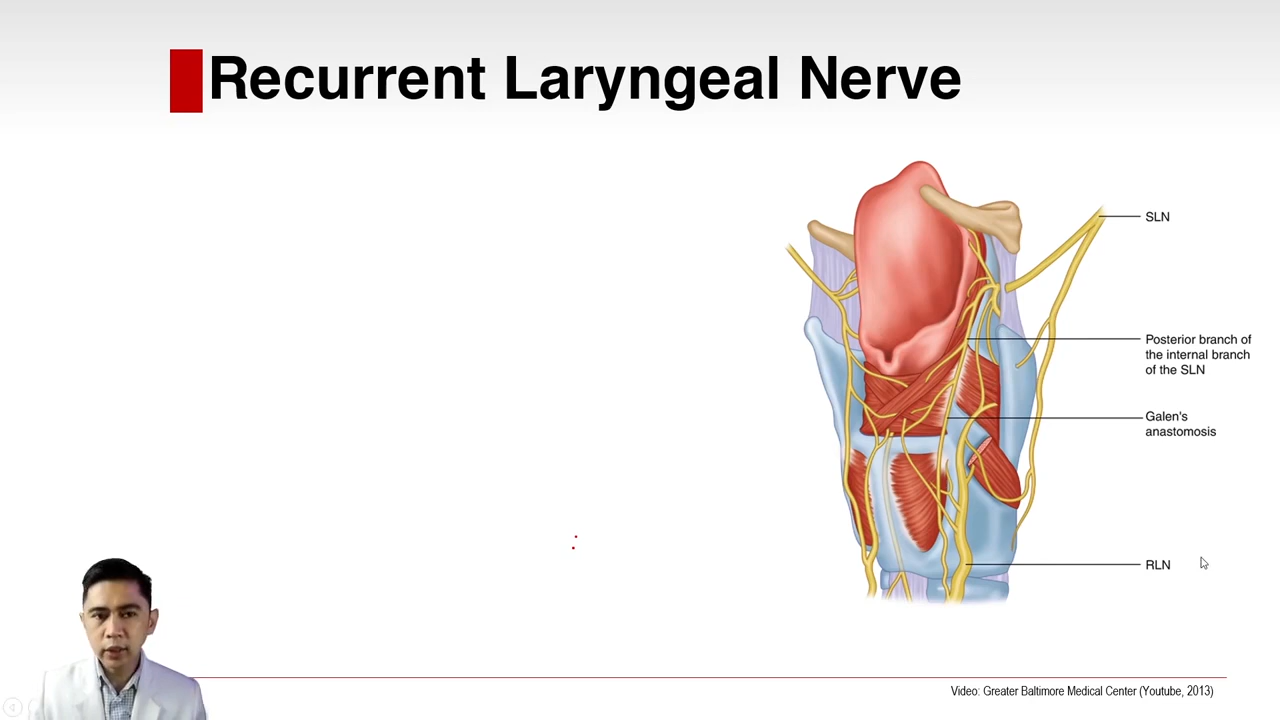 Recurrent Laryngeal Nerve
SLN
Posterior branch of
the internal branch
of the SLN
Galen's
anastomosis
RLN
Video: Greater Baltimore Medical Center (Youtube, 2013)